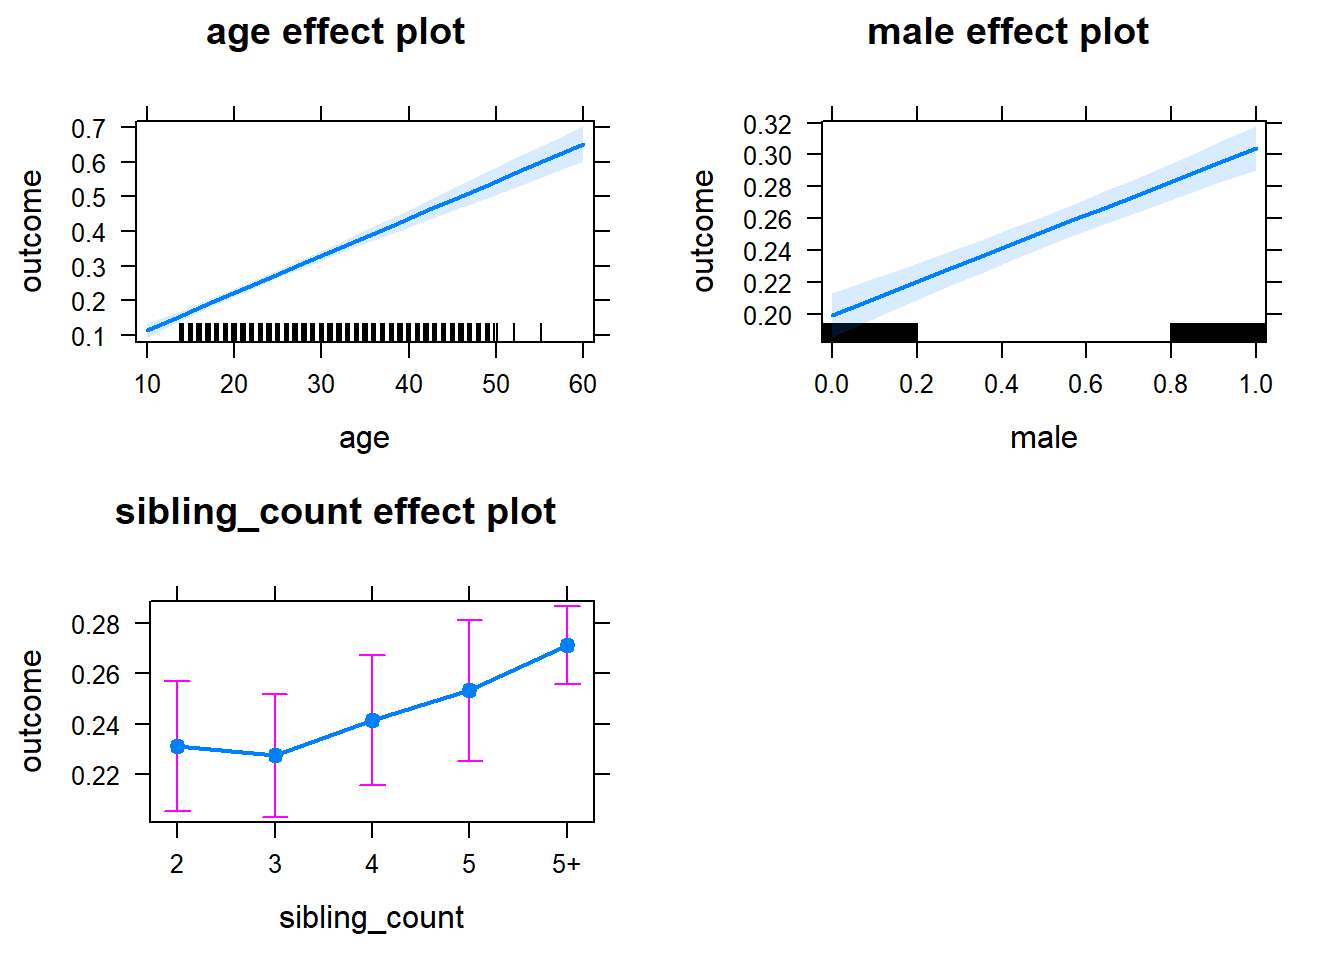 age effect plot
outcome
0.7
0.6
0.5
0.4
0.3
0.2
0.1
10 20 30 40 50 60
age
male effect plot
outcome
0.32
0.30
0.28
0.26
0.24
0.22
0.20
0.0 0.2 0.4 0.6 0.8 1.0
male
sibling_count effect plot
outcome
0.28
0.26
0.24
0.22
2 3 4 5 5+
sibling_count